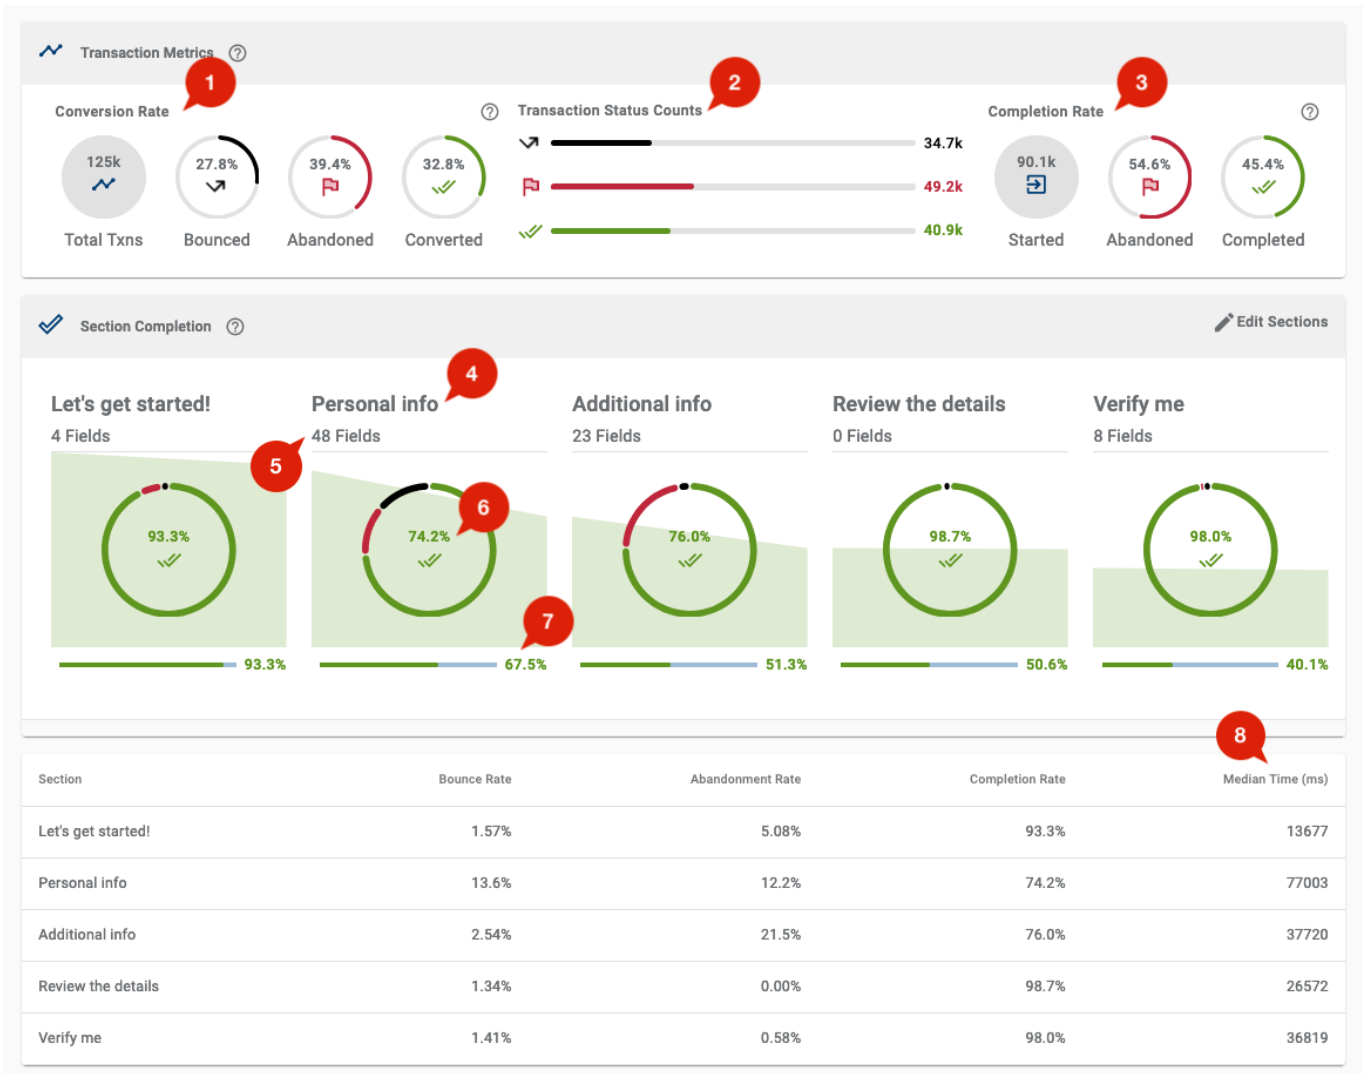 Transaction Metrics ?
1
2
3
Conversion Rate ?
Transaction Status Counts
Completion Rate ?
125k
27.8%
39.4%
32.8%
Total Txns
Bounced
Abandoned
Converted
34.7k
49.2k
40.9k
90.1k
54.6%
45.4%
Started
Abandoned
Completed
Section Completion ?
Edit Sections
4
5
6
7
Let's get started!
4 Fields
93.3%
93.3%
Personal info
48 Fields
74.2%
67.5%
Additional info
23 Fields
76.0%
51.3%
Review the details
0 Fields
98.7%
50.6%
Verify me
8 Fields
98.0%
40.1%
8
Section Bounce Rate Abandonment Rate Completion Rate Median Time (ms)
Let's get started! 1.57% 5.08% 93.3% 13677
Personal info 13.6% 12.2% 74.2% 77003
Additional info 2.54% 21.5% 76.0% 37720
Review the details 1.34% 0.00% 98.7% 26572
Verify me 1.41% 0.58% 98.0% 36819